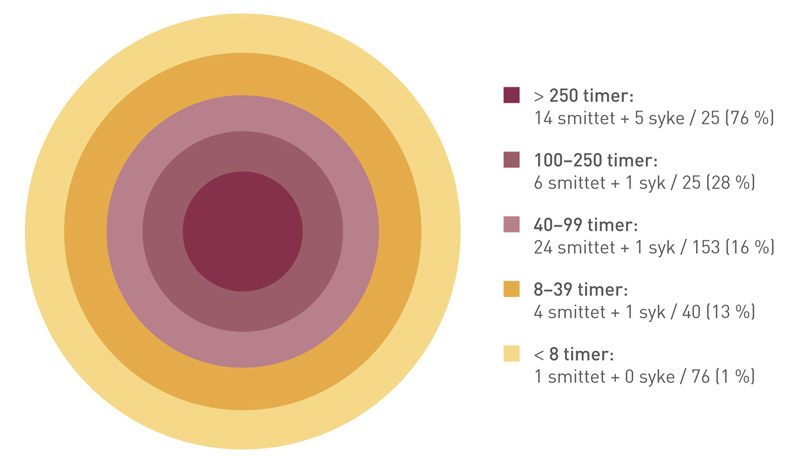 > 250 timer:
14 smittet + 5 syke / 25 (76 %)
100–250 timer:
6 smittet + 1 syk / 25 (28 %)
40–99 timer:
24 smittet + 1 syk / 153 (16 %)
8–39 timer:
4 smittet + 1 syk / 40 (13 %)
< 8 timer:
1 smittet + 0 syke / 76 (1 %)